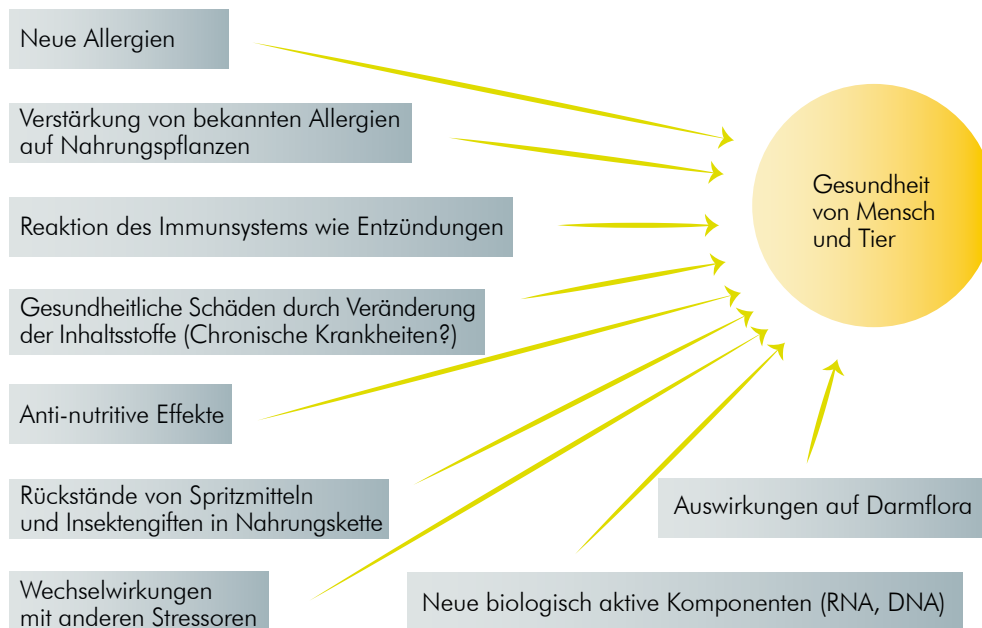 Neue Allergien
Verstärkung von bekannten Allergien
auf Nahrungspflanzen
Reaktion des Immunsystems wie Entzündungen
Gesundheitliche Schäden durch Veränderung
der Inhaltsstoffe (Chronische Krankheiten?)
Anti-nutritive Effekte
Rückstände von Spritzmitteln
und Insektengiften in Nahrungskette
Wechselwirkungen
mit anderen Stressoren
Neue biologisch aktive Komponenten (RNA, DNA)
Auswirkungen auf Darmflora
Gesundheit
von Mensch
und Tier